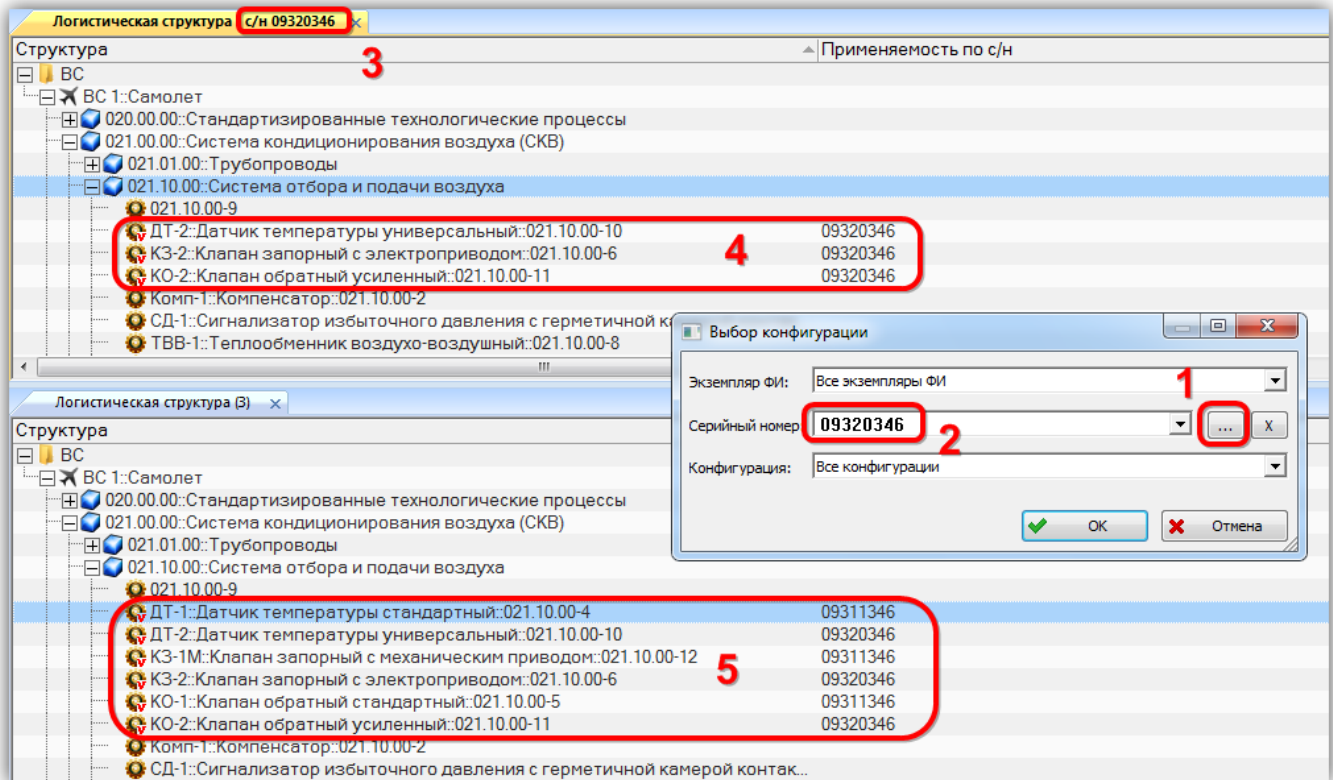 Логистическая структура с/н 09320346
3
Структура Применяемость по с/н
ВС
ВС 1::Самолет
020.00.00::Стандартизированные технологические процессы
021.00.00::Система кондиционирования воздуха (СКВ)
021.01.00::Трубопроводы
021.10.00::Система отбора и подачи воздуха
021.10.00-9
ДТ-2::Датчик температуры универсальный::021.10.00-10 09320346
КЗ-2::Клапан запорный с электроприводом::021.10.00-6 4 09320346
КО-2::Клапан обратный усиленный::021.10.00-11 09320346
Комп-1::Компенсатор::021.10.00-2
СД-1::Сигнализатор избыточного давления с герметичной
ТВВ-1::Теплообменник воздухо-воздушный::021.10.00-8
Выбор конфигурации
Экземпляр ФИ: Все экземпляры ФИ
1
Серийный номер 09320346 2 ... X
Конфигурация: Все конфигурации
ОК Отмена
Логистическая структура (3)
Структура
ВС
ВС 1::Самолет
020.00.00::Стандартизированные технологические процессы
021.00.00::Система кондиционирования воздуха (СКВ)
021.01.00::Трубопроводы
021.10.00::Система отбора и подачи воздуха
021.10.00-9
ДТ-1::Датчик температуры стандартный::021.10.00-4 09311346
ДТ-2::Датчик температуры универсальный::021.10.00-10 09320346
КЗ-1М::Клапан запорный с механическим приводом::021.10.00-12 5 09311346
КЗ-2::Клапан запорный с электроприводом::021.10.00-6 09320346
КО-1::Клапан обратный стандартный::021.10.00-5 09311346
КО-2::Клапан обратный усиленный::021.10.00-11 09320346
Комп-1::Компенсатор::021.10.00-2
СД-1::Сигнализатор избыточного давления с герметичной камерой контак...